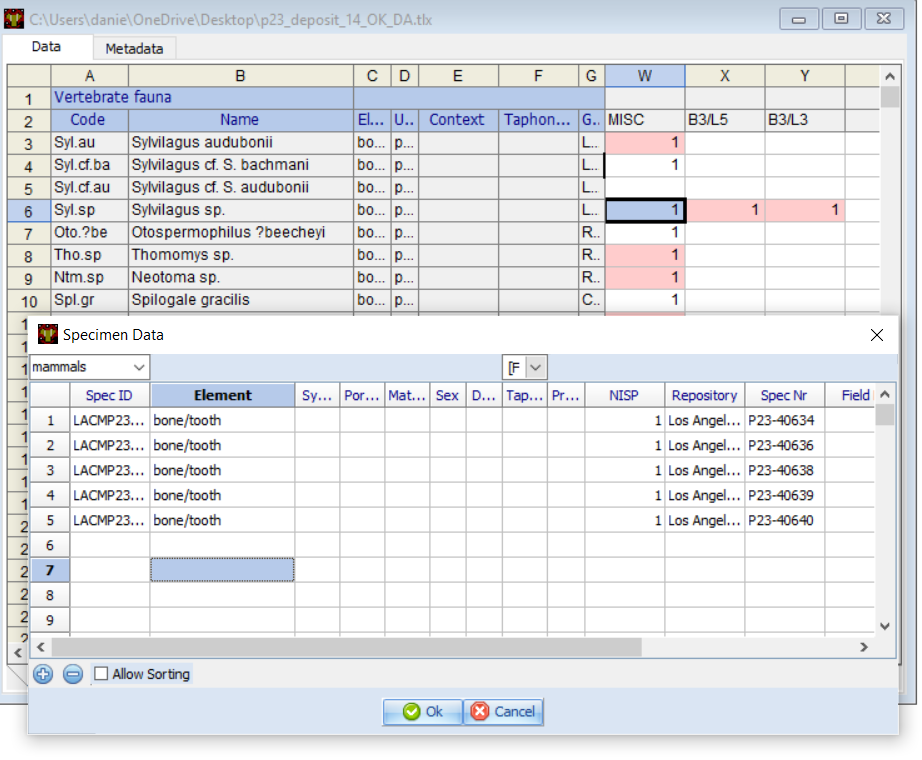 C:\Users\danie\OneDrive\Desktop\p23_deposit_14_OK_DA.tlx
Data Metadata
A B C D E F G W X Y
1 Vertebrate fauna
2 Code Name El... U.. Context Taphon... G.. MISC B3/L5 B3/L3
3 Syl.au Sylvilagus audubonii bo... p... L.. 1
4 Syl.cf.ba Sylvilagus cf. S. bachmani bo... p... L.. 1
5 Syl.cf.au Sylvilagus cf. S. audubonii bo... p... L..
6 Syl.sp Sylvilagus sp. bo... p... L.. 1 1 1
7 Oto.?be Otospermophilus ?beecheyi bo... p... R.. 1
8 Tho.sp Thomomys sp. bo... p... R.. 1
9 Ntm.sp Neotoma sp. bo... p... R.. 1
10 Spl.gr Spilogale gracilis bo... p... C.. 1
Specimen Data
mammals [F
Spec ID Element Sy... Por... Mat... Sex D... Tap... Pr... NISP Repository Spec Nr Field
1 LACMP23... bone/tooth 1 Los Angel... P23-40634
2 LACMP23... bone/tooth 1 Los Angel... P23-40636
3 LACMP23... bone/tooth 1 Los Angel... P23-40638
4 LACMP23... bone/tooth 1 Los Angel... P23-40639
5 LACMP23... bone/tooth 1 Los Angel... P23-40640
6
7
8
9
Allow Sorting
Ok Cancel